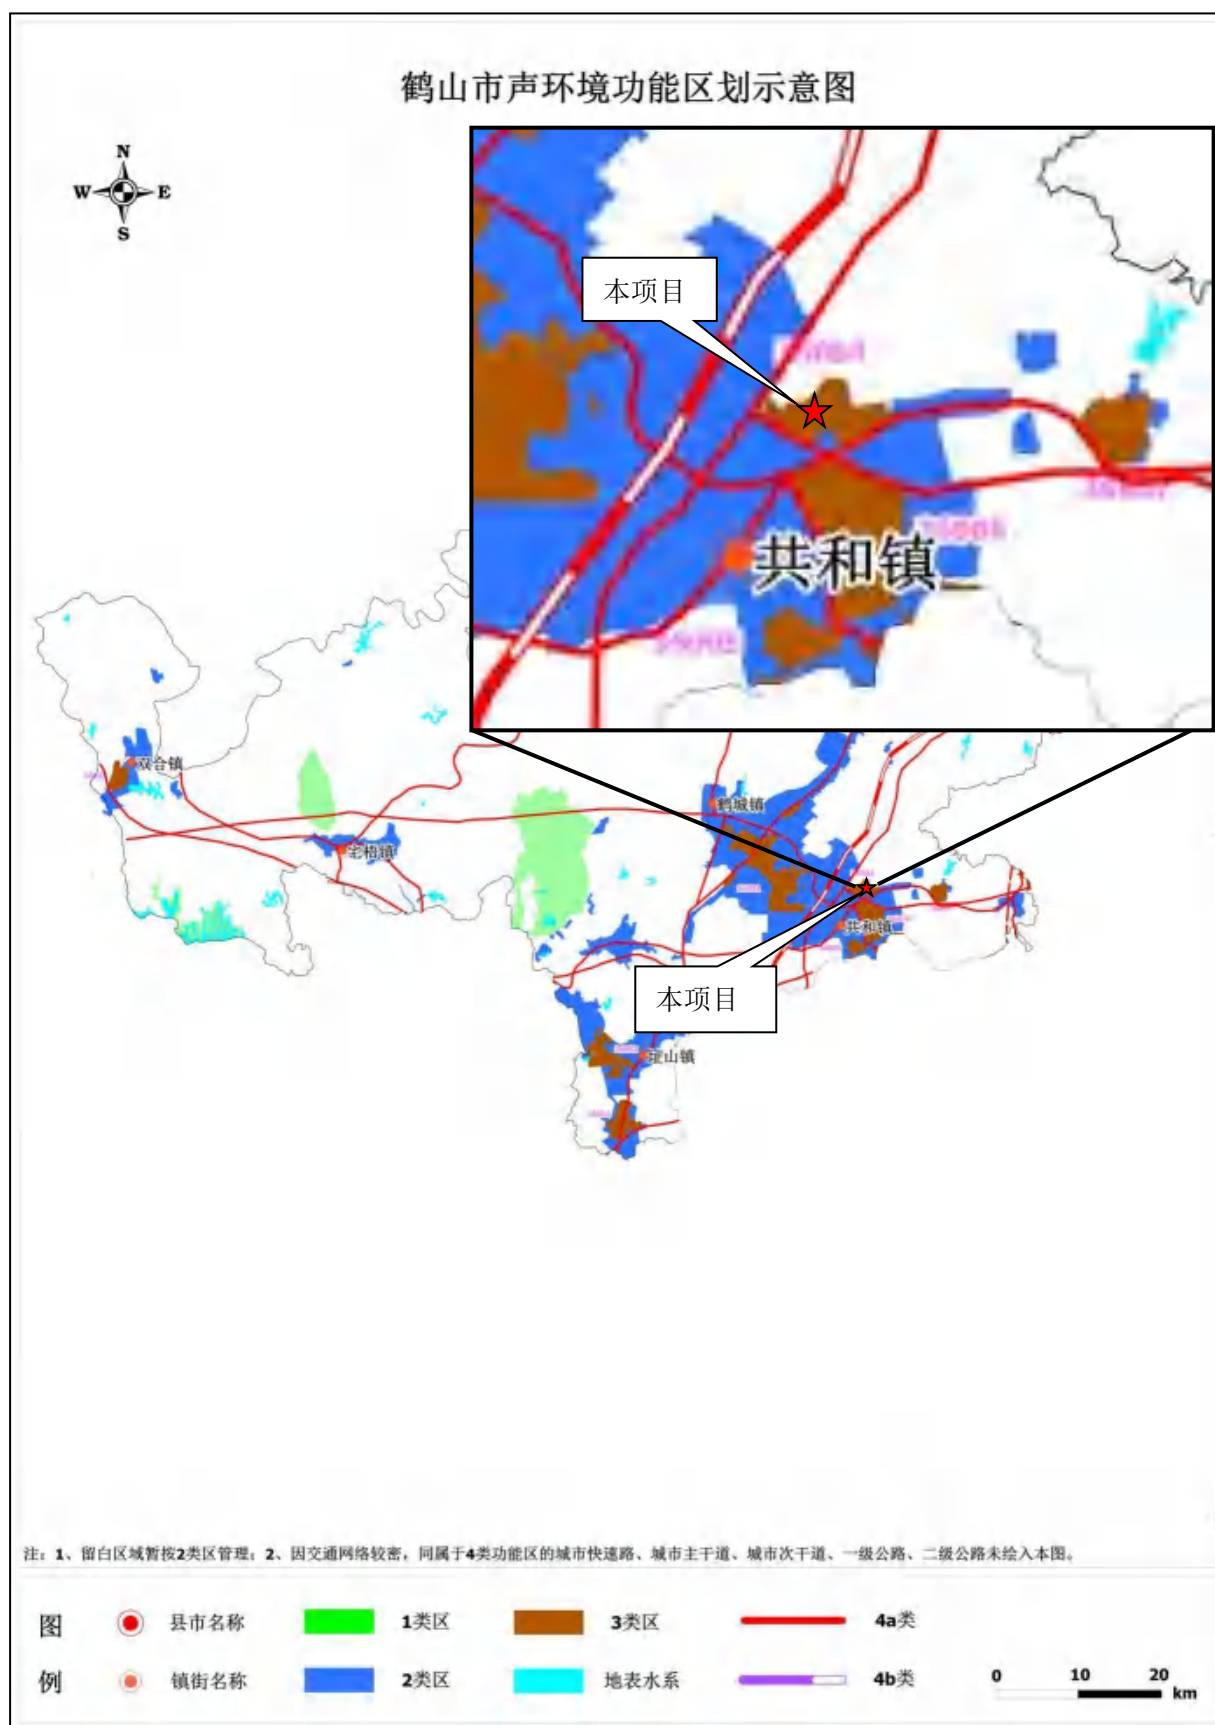 鹤山市声环境功能区划示意图
N
W E
S
本项目
共和镇
双合镇
宅梧镇
鹤城镇
共和镇
本项目
址山镇
注：1、留白区域暂按2类区管理；2、因交通网络较密，同属于4类功能区的城市快速路、城市主干道、城市次干道、一级公路、二级公路未绘入本图。
图 县市名称 1类区 3类区 4a类
例 镇街名称 2类区 地表水系 4b类
0 10 20
km